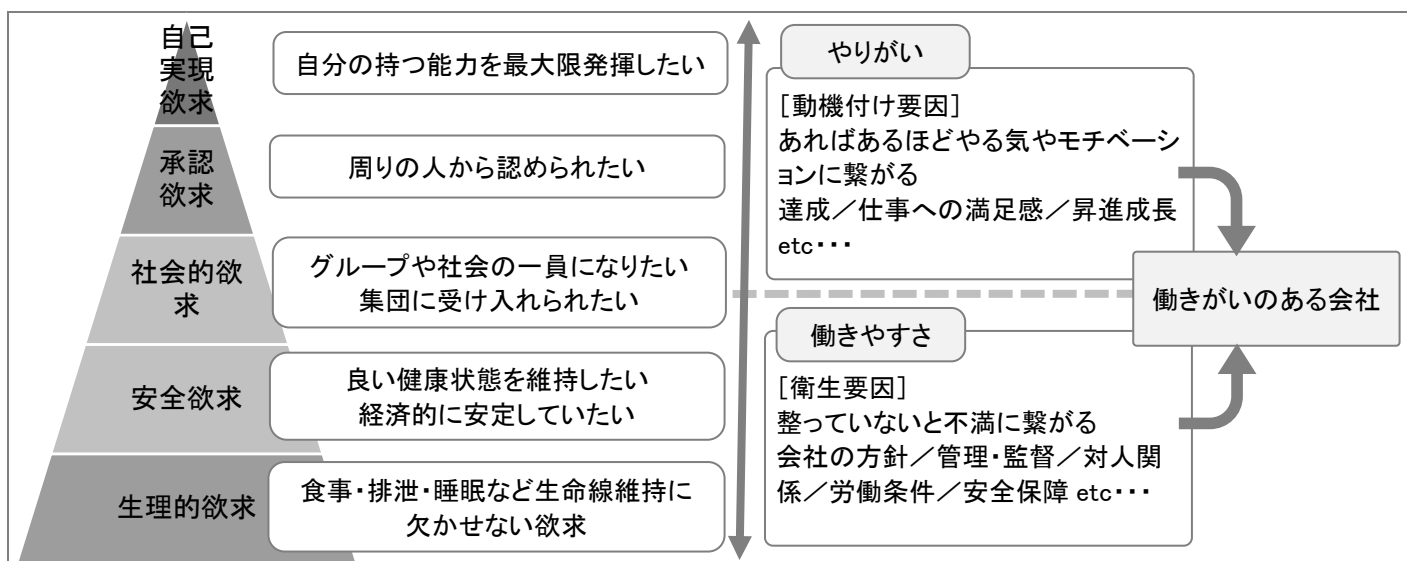 自己
実現
欲求
自分の持つ能力を最大限発揮したい
承認
欲求
周りの人から認められたい
社会的欲
求
グループや社会の一員になりたい
集団に受け入れられたい
安全欲求
良い健康状態を維持したい
経済的に安定していたい
生理的欲求
食事・排泄・睡眠など生命線維持に
欠かせない欲求
やりがい
[動機付け要因]
あればあるほどやる気やモチベーシ
ョンに繋がる
達成／仕事への満足感／昇進成長
etc・・・
働きやすさ
[衛生要因]
整っていないと不満に繋がる
会社の方針／管理・監督／対人関
係／労働条件／安全保障 etc・・・
働きがいのある会社